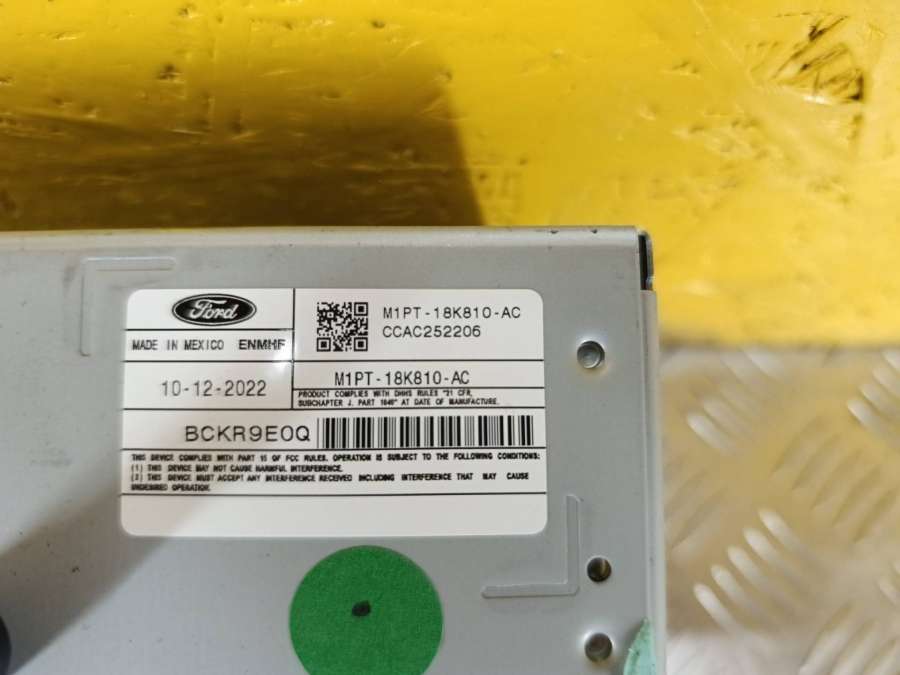 Ford
M1PT-18K810-AC
CCAC252206
MADE IN MEXICO ENMHF
10-12-2022
M1PT-18K810-AC
PRODUCT COMPLIES WITH DHHS RULES "21 CFR,
SUBCHAPTER J, PART 1040" AT DATE OF MANUFACTURE.
BCKR9E0Q
THIS DEVICE COMPLIES WITH PART 15 OF FCC RULES. OPERATION IS SUBJECT TO THE FOLLOWING CONDITIONS:
(1) THIS DEVICE MAY NOT CAUSE HARMFUL INTERFERENCE.
(2) THIS DEVICE MUST ACCEPT ANY INTERFERENCE RECEIVED INCLUDING INTERFERENCE THAT MAY CAUSE
UNDESIRED OPERATION.